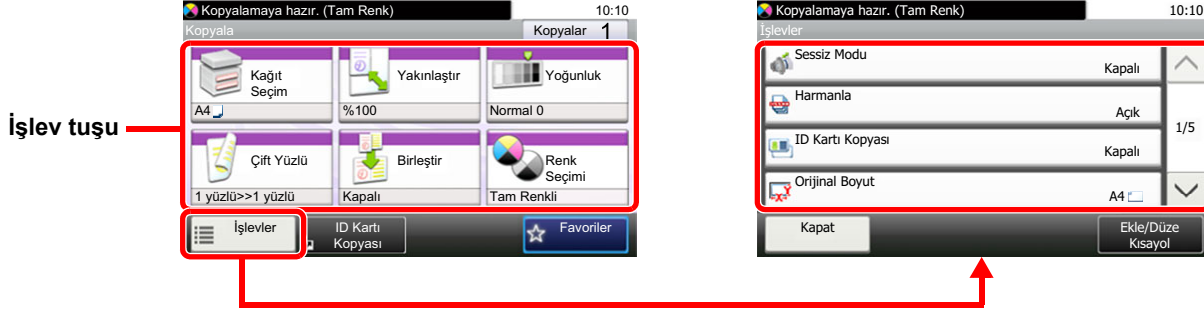 Kopyalamaya hazır. (Tam Renk) 10:10
Kopyala Kopyalar 1
Kağıt
Seçim
A4
Yakınlaştır
%100
Yoğunluk
Normal 0
Çift Yüzlü
1 yüzlü>>1 yüzlü
Birleştir
Kapalı
Renk
Seçimi
Tam Renkli
İşlevler
ID Kartı
Kopyası
Favoriler
İşlev tuşu
Kopyalamaya hazır. (Tam Renk) 10:10
İşlevler
Sessiz Modu
Kapalı
Harmanla
Açık
ID Kartı Kopyası
Kapalı
Orijinal Boyut
A4
1/5
Kapat
Ekle/Düze
Kısayol